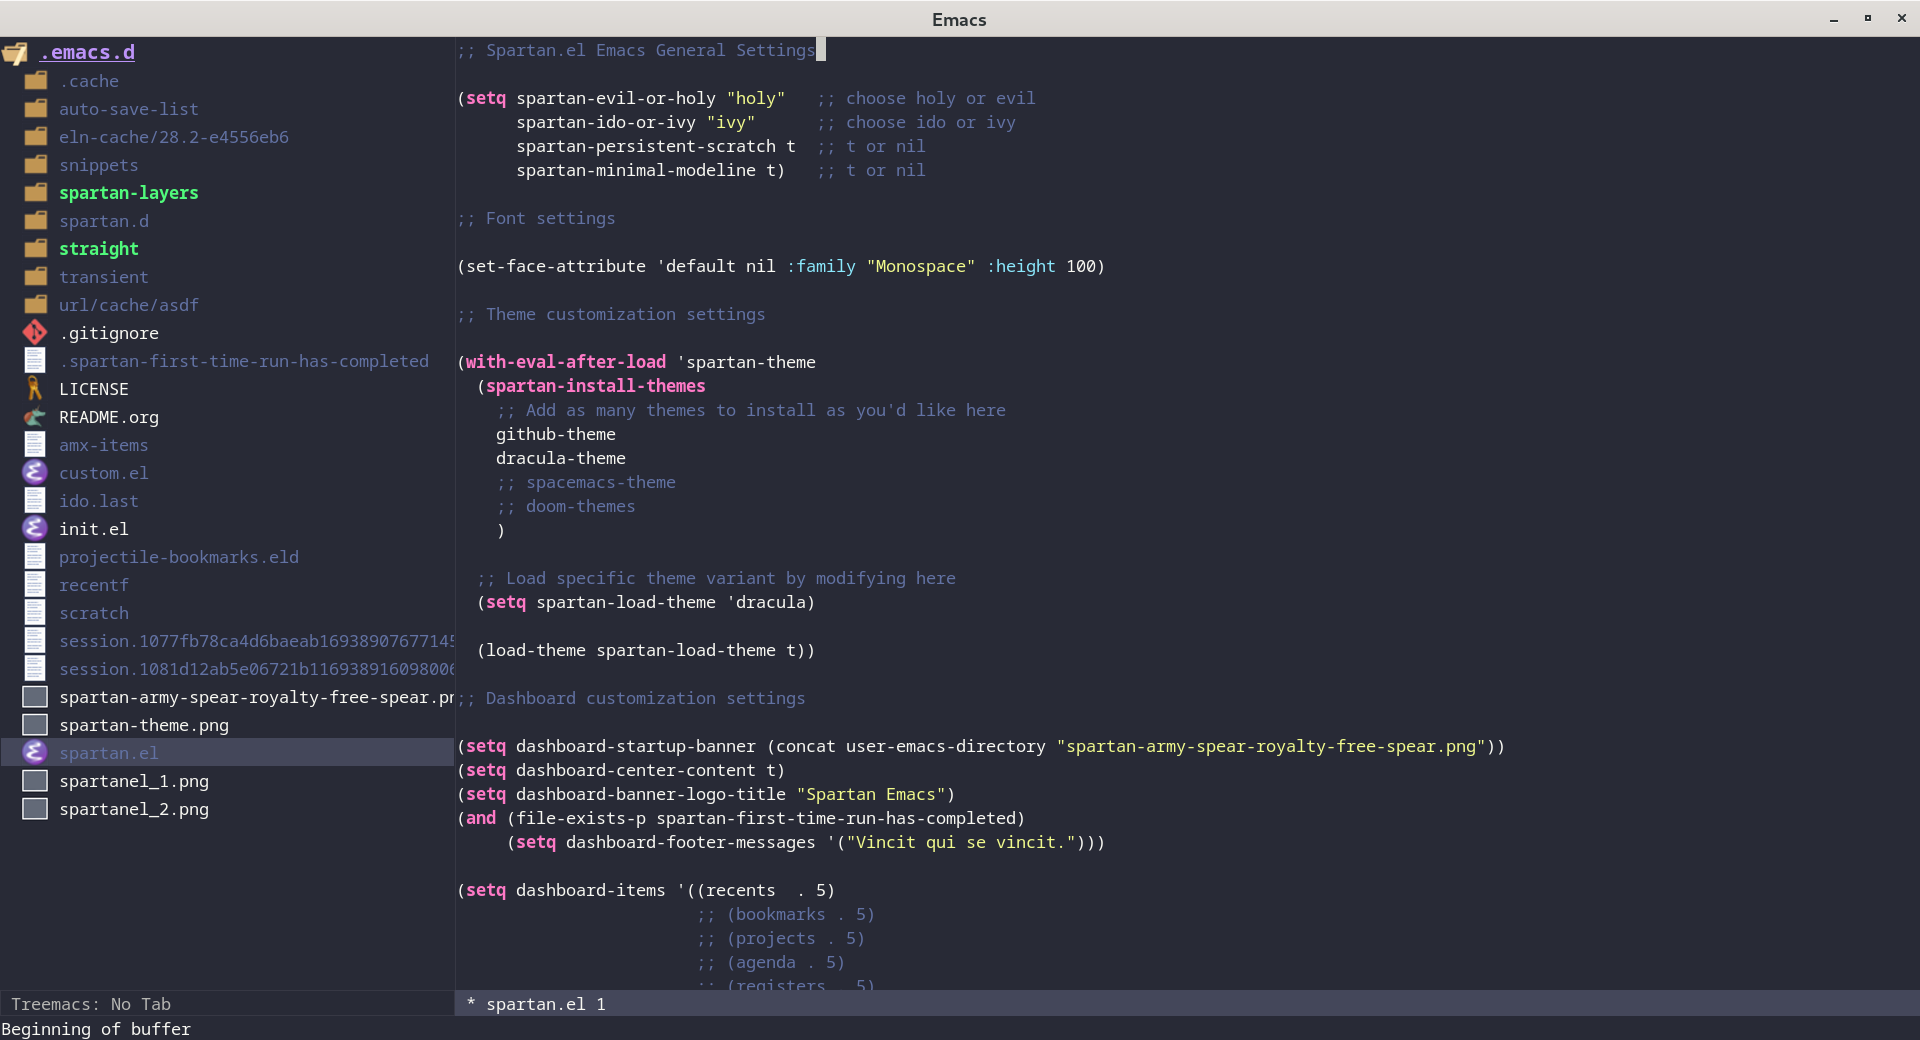 Emacs
.emacs.d
.cache
auto-save-list
eln-cache/28.2-e4556eb6
snippets
spartan-layers
spartan.d
straight
transient
url/cache/asdf
.gitignore
.spartan-first-time-run-has-completed
LICENSE
README.org
amx-items
custom.el
ido.last
init.el
projectile-bookmarks.eld
recentf
scratch
session.1077fb78ca4d6baeab16938907677145
session.1081d12ab5e06721b1169389160980006
spartan-army-spear-royalty-free-spear.pn
spartan-theme.png
spartan.el
spartanel_1.png
spartanel_2.png
Treemacs: No Tab
;; Spartan.el Emacs General Settings
(setq spartan-evil-or-holy "holy"   ;; choose holy or evil
      spartan-ido-or-ivy "ivy"      ;; choose ido or ivy
      spartan-persistent-scratch t  ;; t or nil
      spartan-minimal-modeline t)   ;; t or nil
;; Font settings
(set-face-attribute 'default nil :family "Monospace" :height 100)
;; Theme customization settings
(with-eval-after-load 'spartan-theme
  (spartan-install-themes
    ;; Add as many themes to install as you'd like here
    github-theme
    dracula-theme
    ;; spacemacs-theme
    ;; doom-themes
    )
  ;; Load specific theme variant by modifying here
  (setq spartan-load-theme 'dracula)
  (load-theme spartan-load-theme t))
;; Dashboard customization settings
(setq dashboard-startup-banner (concat user-emacs-directory "spartan-army-spear-royalty-free-spear.png"))
(setq dashboard-center-content t)
(setq dashboard-banner-logo-title "Spartan Emacs")
(and (file-exists-p spartan-first-time-run-has-completed)
     (setq dashboard-footer-messages '("Vincit qui se vincit.")))
(setq dashboard-items '((recents  . 5)
                        ;; (bookmarks . 5)
                        ;; (projects . 5)
                        ;; (agenda . 5)
                        ;; (registers . 5)
* spartan.el 1
Beginning of buffer